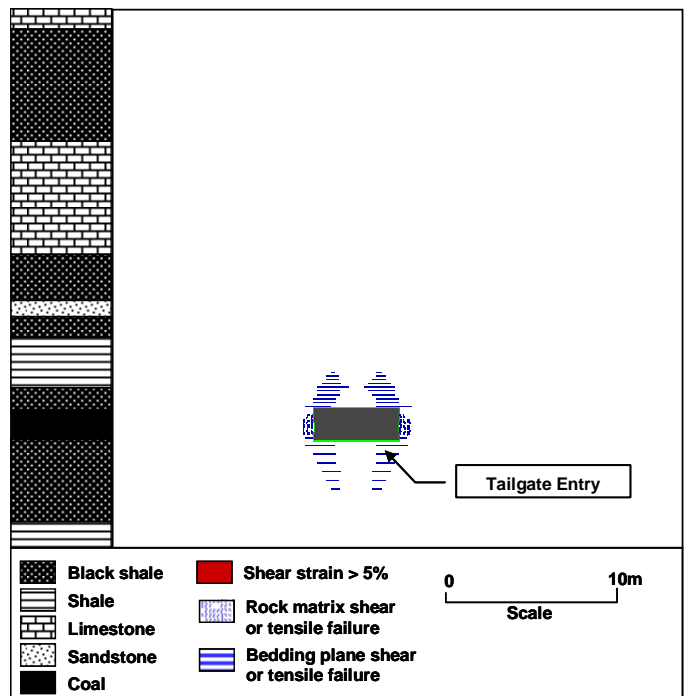 Tailgate Entry
Black shale
Shale
Limestone
Sandstone
Coal
Shear strain > 5%
Rock matrix shear
or tensile failure
Bedding plane shear
or tensile failure
0 10m
Scale